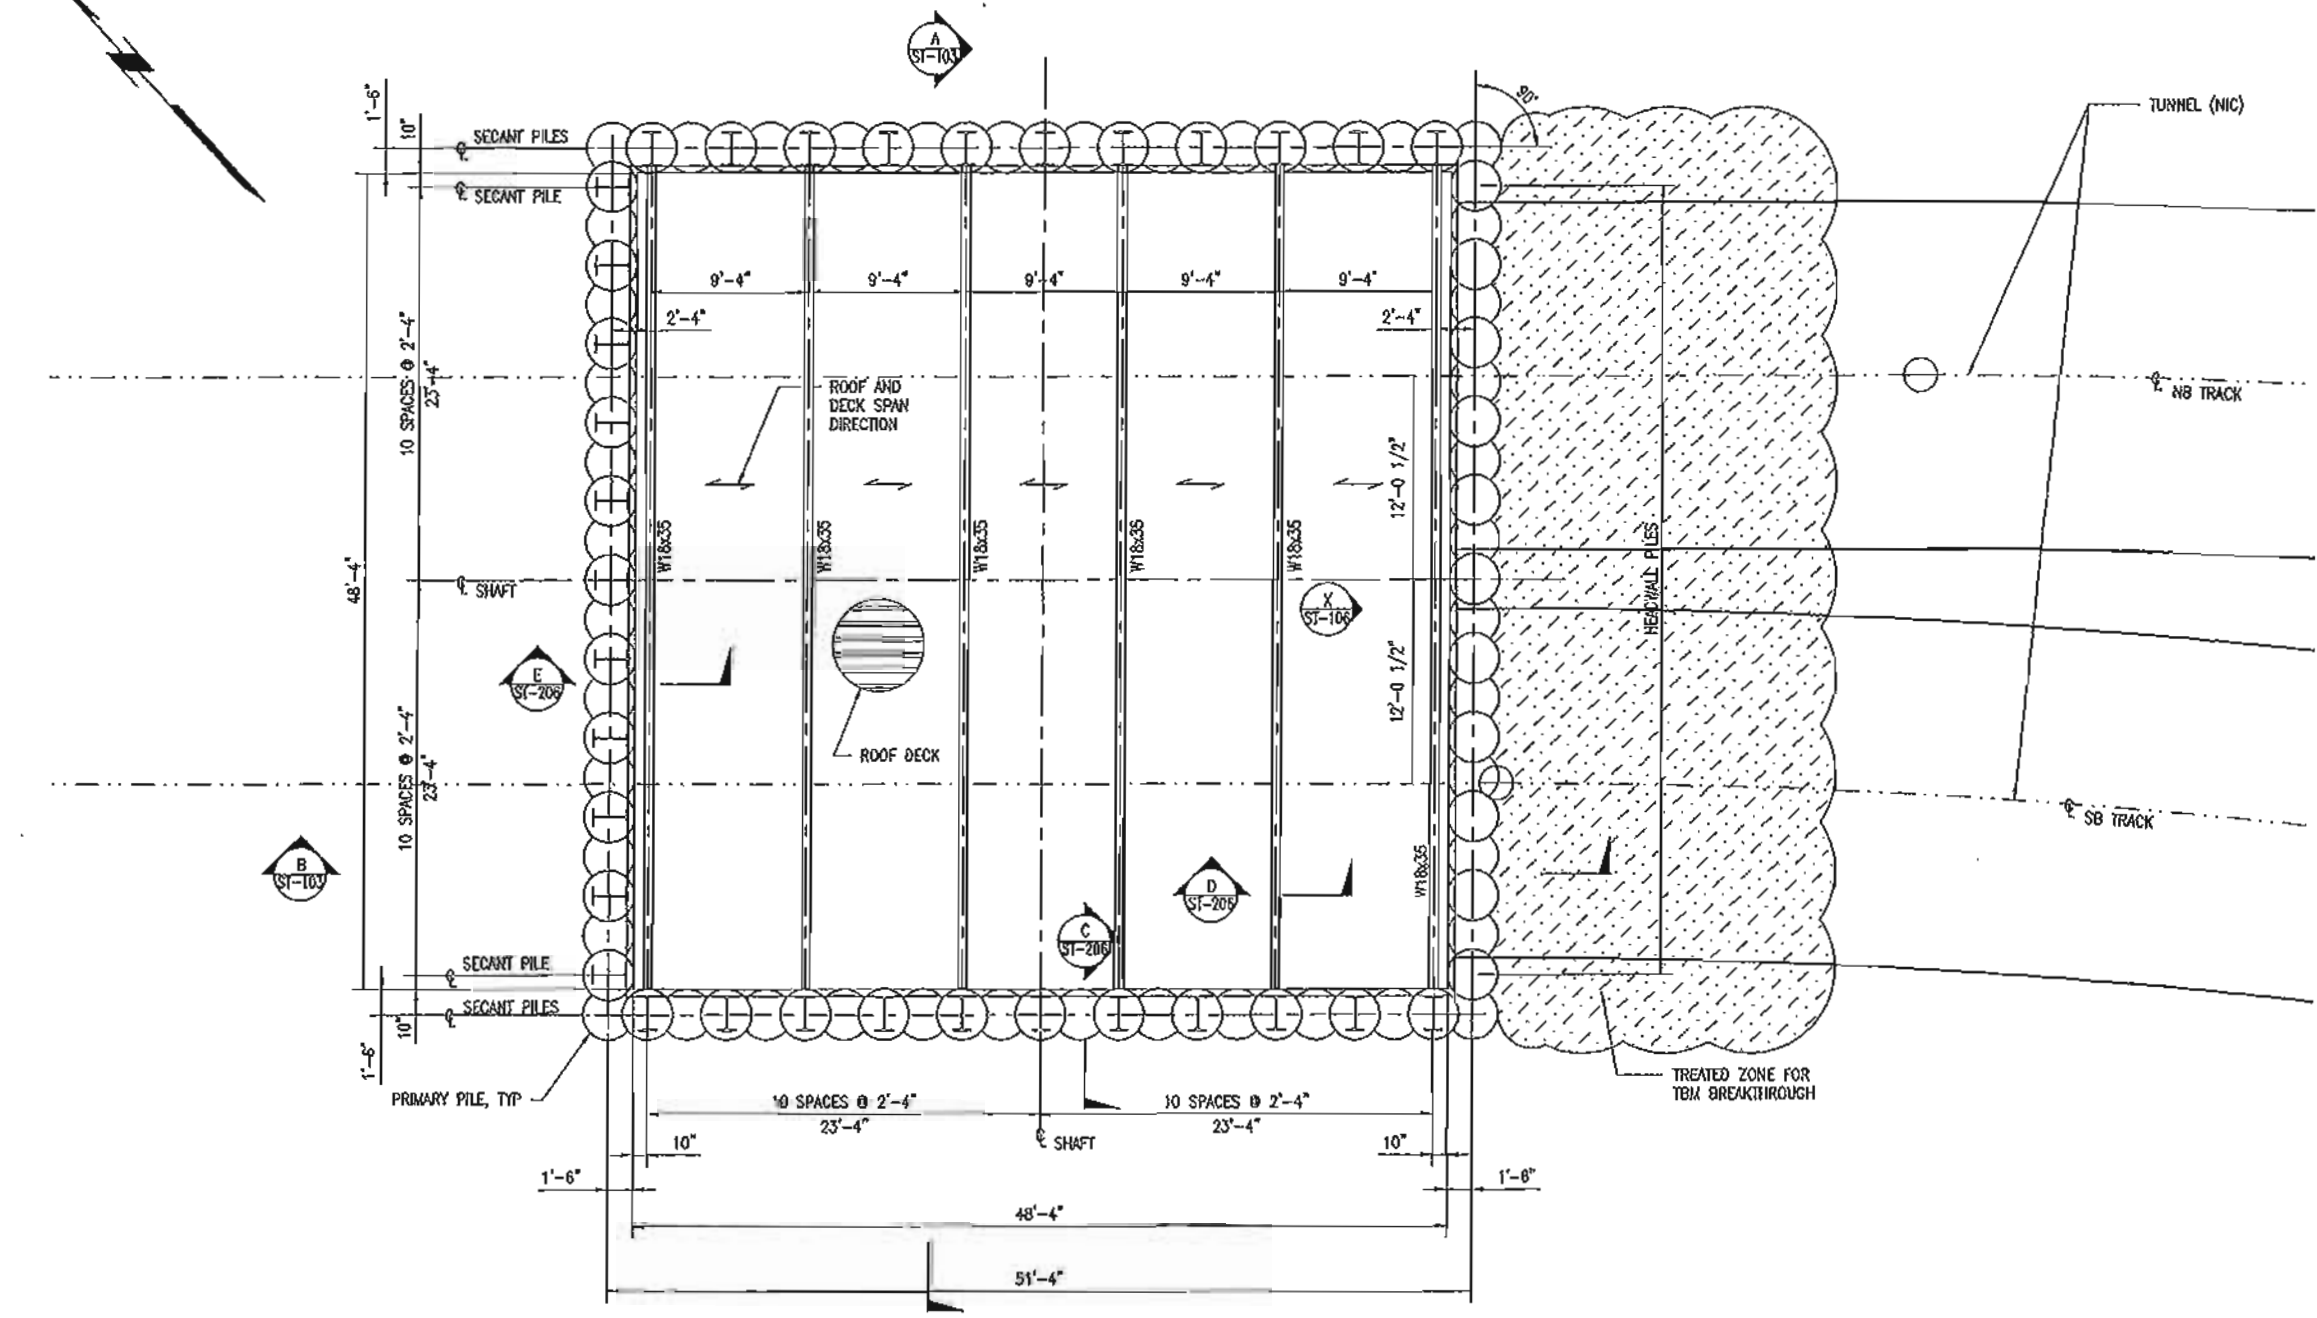 A
ST-103
1'-6"
10"
℄ SECANT PILES
℄ SECANT PILE
90°
TUNNEL (NIC)
9'-4"
9'-4"
9'-4"
9'-4"
9'-4"
2'-4"
2'-4"
10 SPACES @ 2'-4"
23'-4"
ROOF AND
DECK SPAN
DIRECTION
℄ NB TRACK
12'-0 1/2"
48'-4"
W18x35
W18x35
W18x35
W18x35
W18x35
℄ SHAFT
X
ST-106
HEADWALL PILES
E
ST-206
12'-0 1/2"
10 SPACES @ 2'-4"
23'-4"
ROOF DECK
℄ SB TRACK
B
ST-103
W18x35
D
ST-206
C
ST-206
℄ SECANT PILE
℄ SECANT PILES
10"
1'-6"
PRIMARY PILE, TYP
TREATED ZONE FOR
TBM BREAKTHROUGH
10 SPACES @ 2'-4"
23'-4"
10 SPACES @ 2'-4"
23'-4"
℄ SHAFT
10"
10"
1'-6"
1'-6"
48'-4"
51'-4"